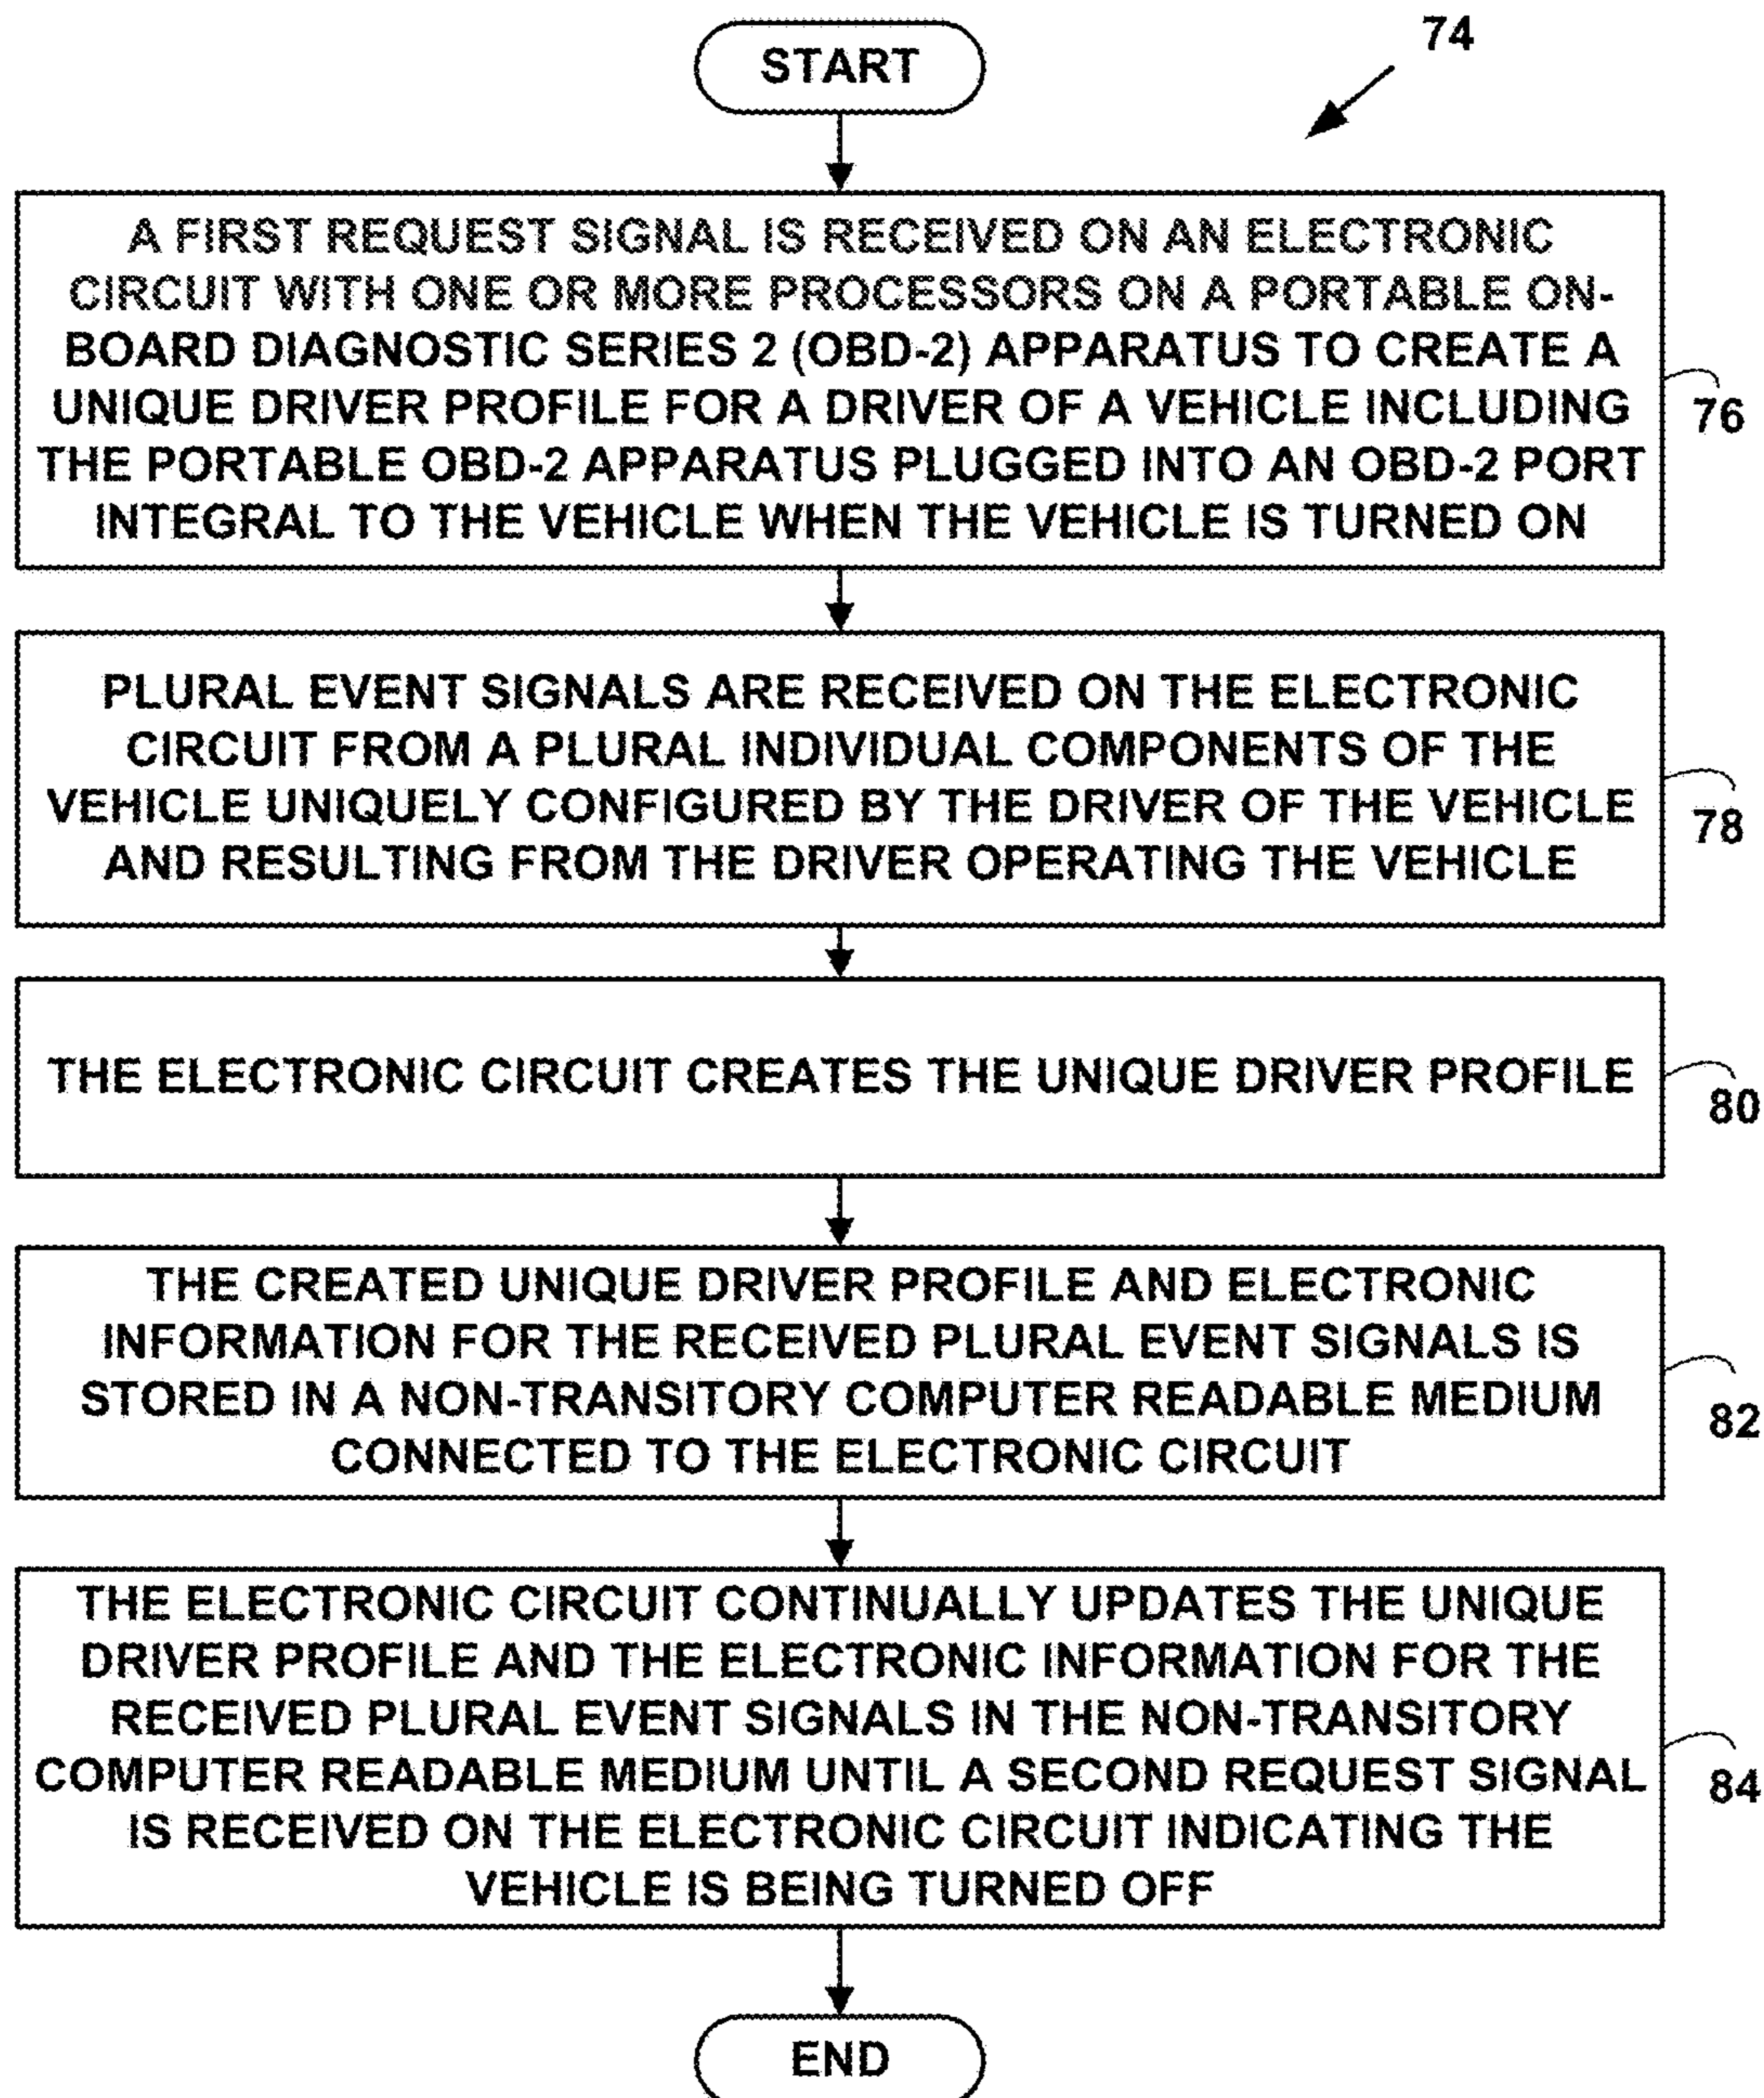 START
74
A FIRST REQUEST SIGNAL IS RECEIVED ON AN ELECTRONIC
CIRCUIT WITH ONE OR MORE PROCESSORS ON A PORTABLE ON-
BOARD DIAGNOSTIC SERIES 2 (OBD-2) APPARATUS TO CREATE A
UNIQUE DRIVER PROFILE FOR A DRIVER OF A VEHICLE INCLUDING
THE PORTABLE OBD-2 APPARATUS PLUGGED INTO AN OBD-2 PORT
INTEGRAL TO THE VEHICLE WHEN THE VEHICLE IS TURNED ON
76
PLURAL EVENT SIGNALS ARE RECEIVED ON THE ELECTRONIC
CIRCUIT FROM A PLURAL INDIVIDUAL COMPONENTS OF THE
VEHICLE UNIQUELY CONFIGURED BY THE DRIVER OF THE VEHICLE
AND RESULTING FROM THE DRIVER OPERATING THE VEHICLE
78
THE ELECTRONIC CIRCUIT CREATES THE UNIQUE DRIVER PROFILE
80
THE CREATED UNIQUE DRIVER PROFILE AND ELECTRONIC
INFORMATION FOR THE RECEIVED PLURAL EVENT SIGNALS IS
STORED IN A NON-TRANSITORY COMPUTER READABLE MEDIUM
CONNECTED TO THE ELECTRONIC CIRCUIT
82
THE ELECTRONIC CIRCUIT CONTINUALLY UPDATES THE UNIQUE
DRIVER PROFILE AND THE ELECTRONIC INFORMATION FOR THE
RECEIVED PLURAL EVENT SIGNALS IN THE NON-TRANSITORY
COMPUTER READABLE MEDIUM UNTIL A SECOND REQUEST SIGNAL
IS RECEIVED ON THE ELECTRONIC CIRCUIT INDICATING THE
VEHICLE IS BEING TURNED OFF
84
END